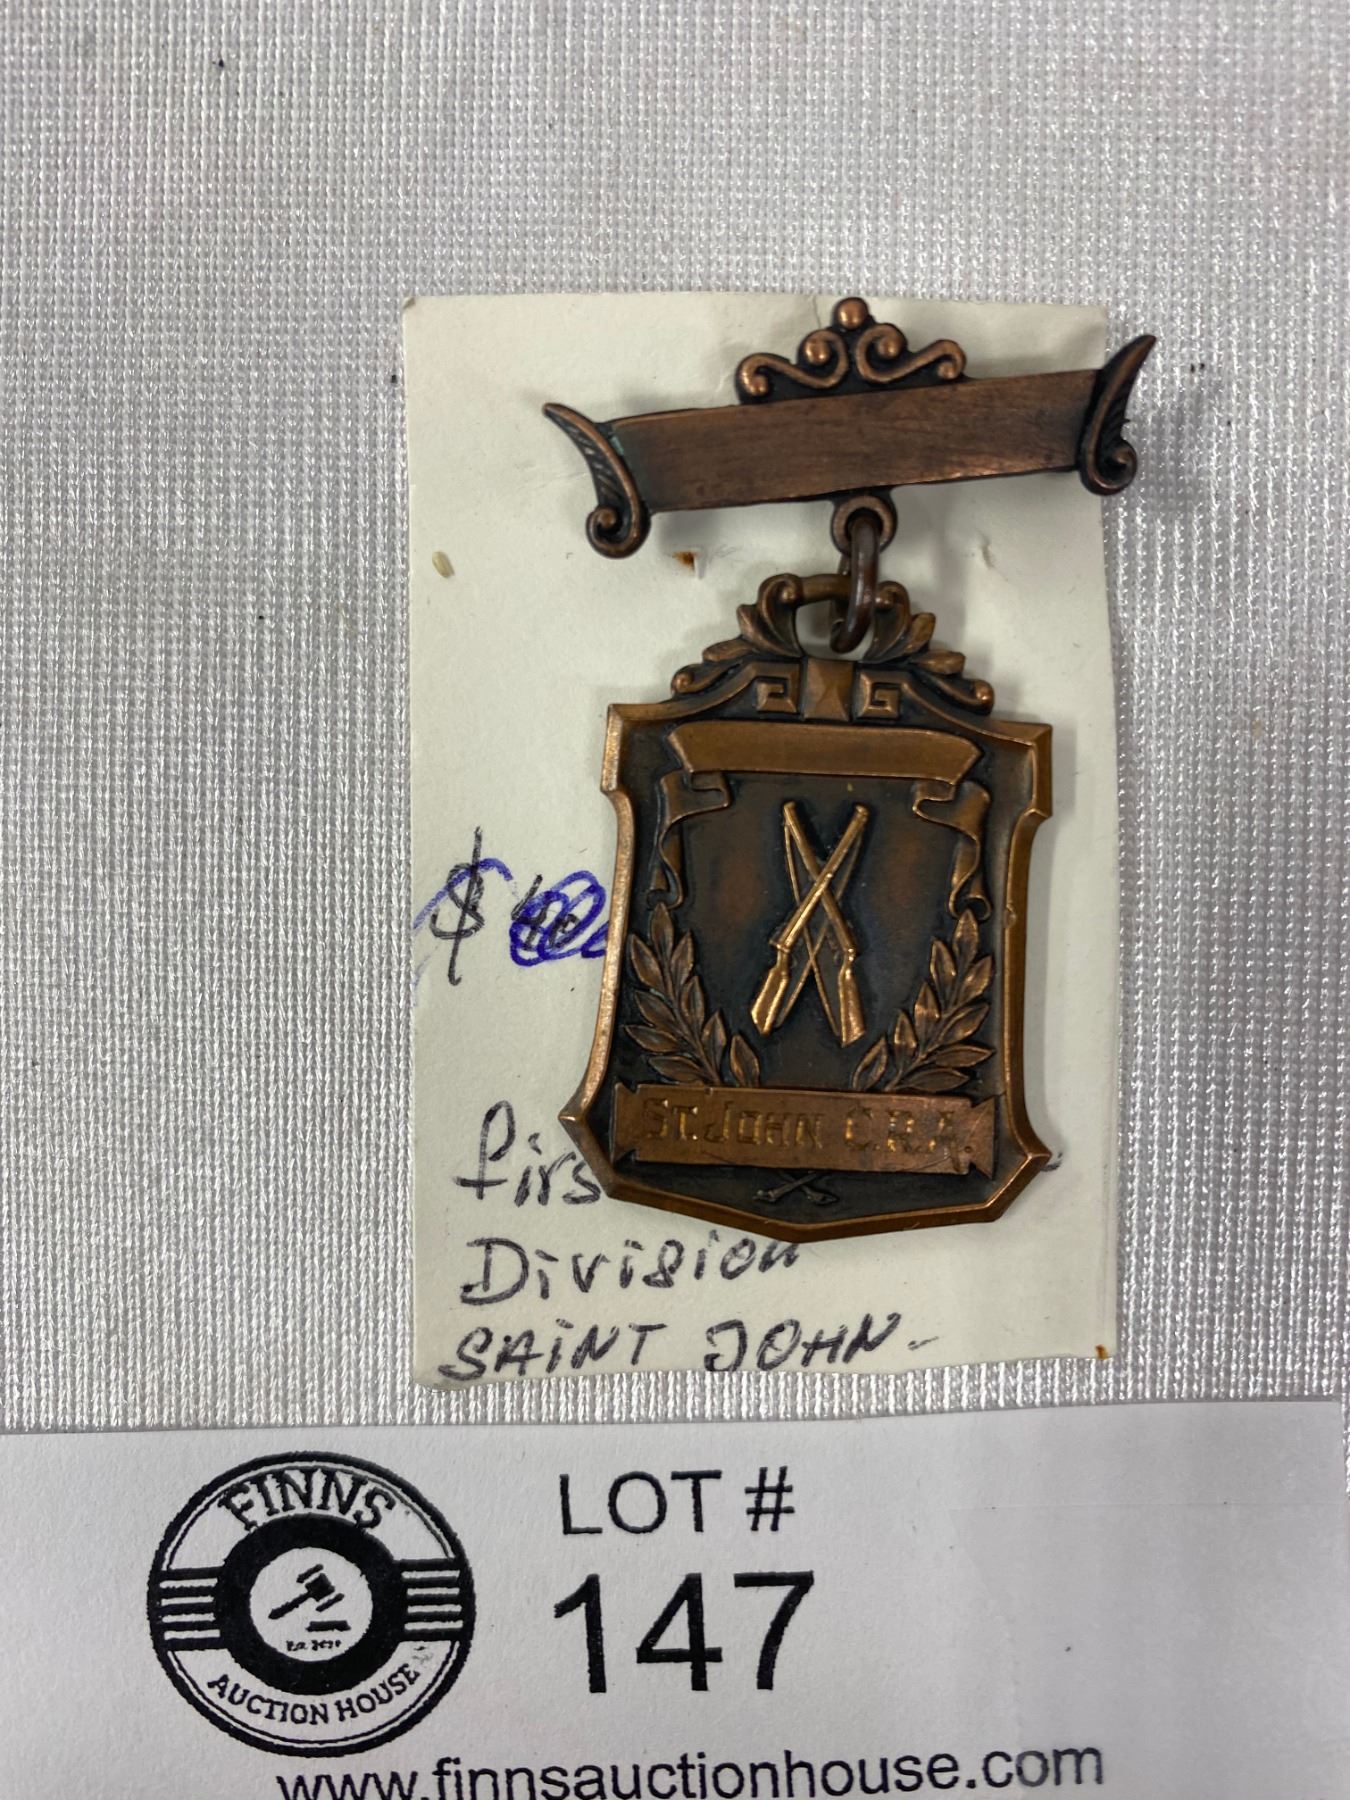 $
St. John C.R.A.
firs
Division
SAINT JOHN.
FINNS
AUCTION HOUSE
LOT #
147
www.finnsauctionhouse.com